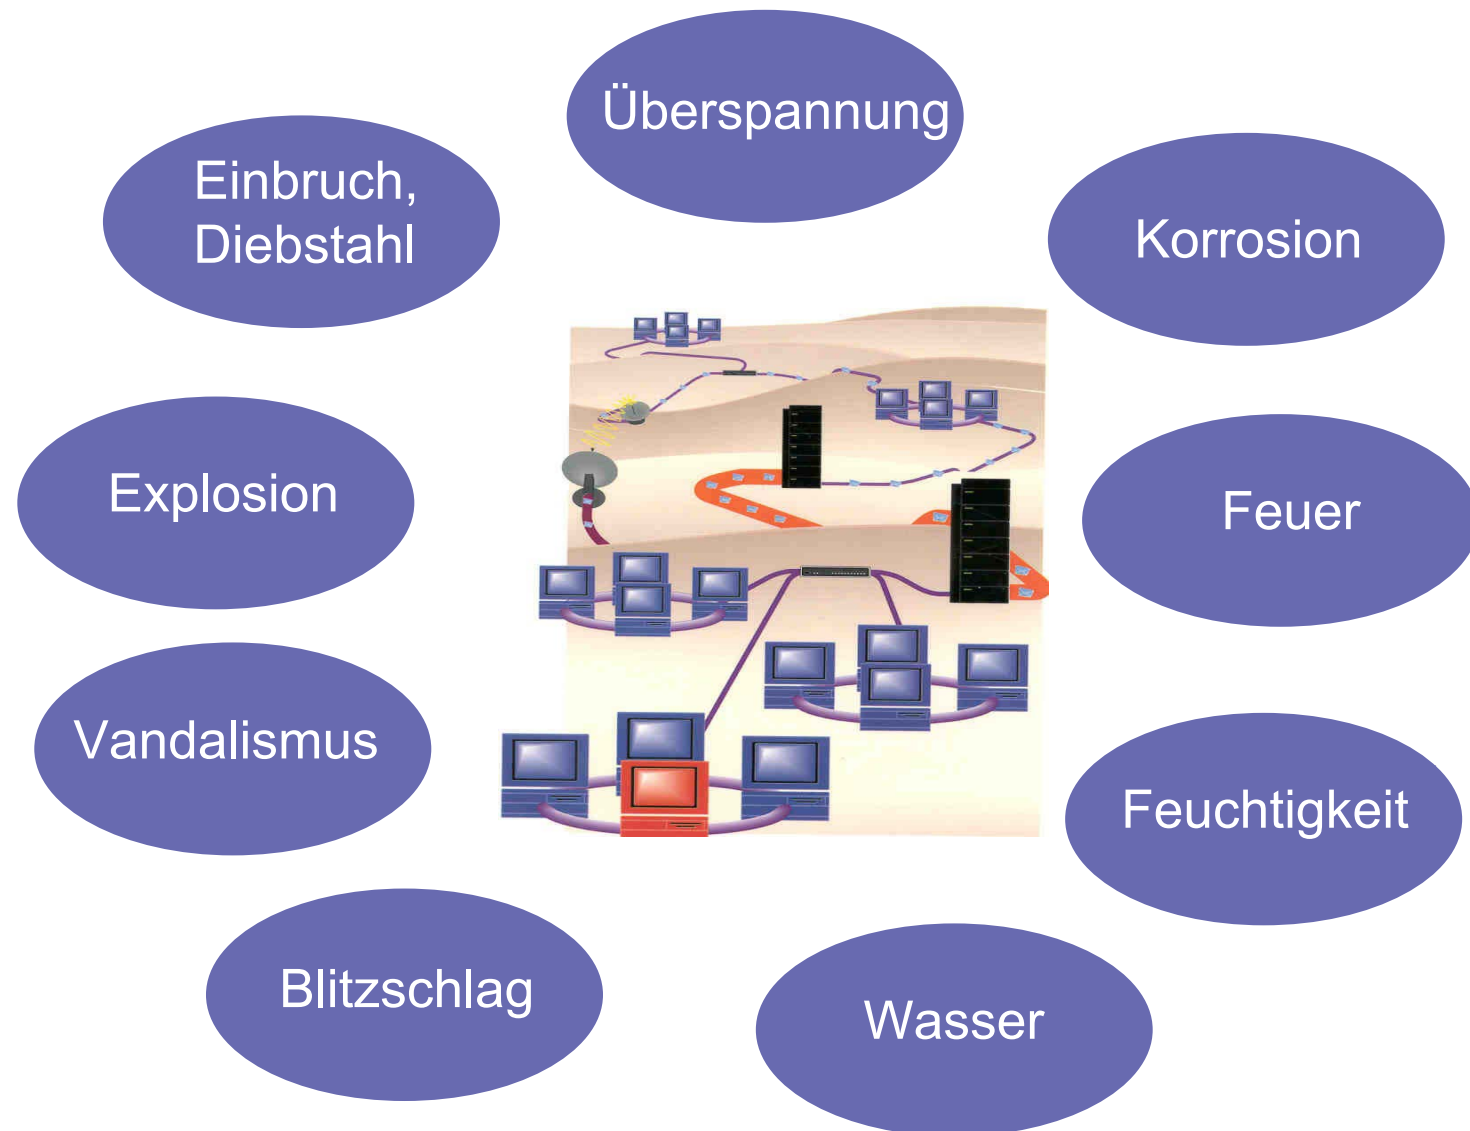 Überspannung
Einbruch,
Diebstahl
Korrosion
Explosion
Feuer
Vandalismus
Feuchtigkeit
Blitzschlag
Wasser